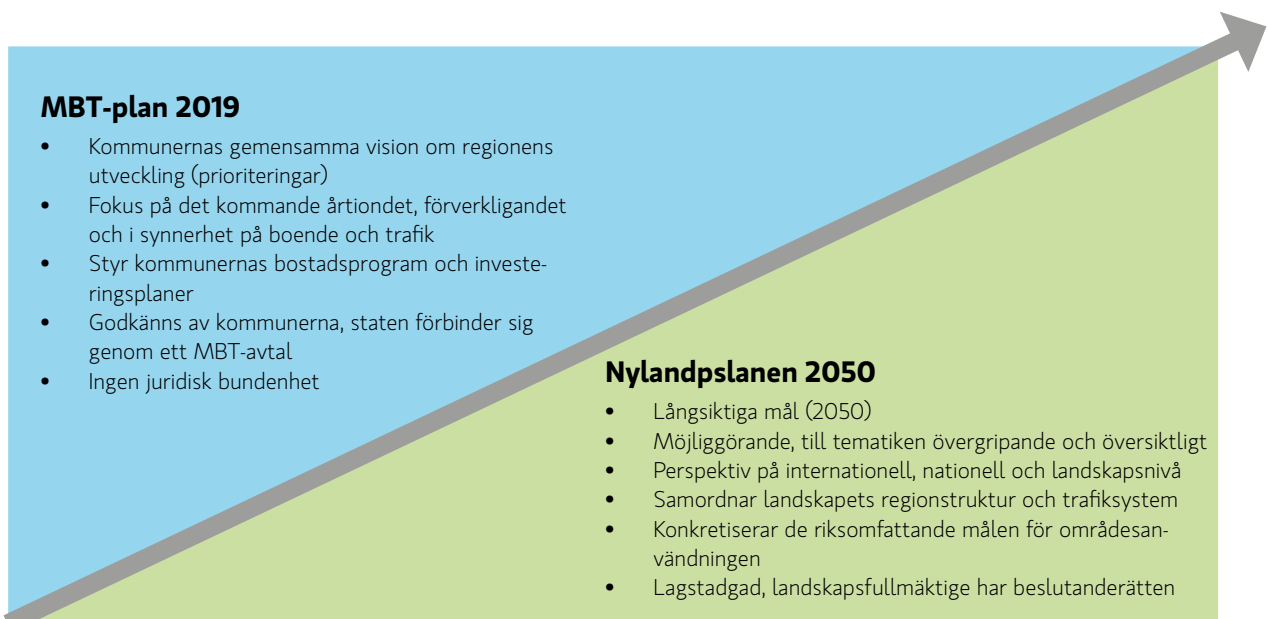 MBT-plan 2019
• Kommunernas gemensamma vision om regionens
utveckling (prioriteringar)
• Fokus på det kommande årtiondet, förverkligandet
och i synnerhet på boende och trafik
• Styr kommunernas bostadsprogram och investe-
ringsplaner
• Godkänns av kommunerna, staten förbinder sig
genom ett MBT-avtal
• Ingen juridisk bundenhet
Nylandpslanen 2050
• Långsiktiga mål (2050)
• Möjliggörande, till tematiken övergripande och översiktligt
• Perspektiv på internationell, nationell och landskapsnivå
• Samordnar landskapets regionstruktur och trafiksystem
• Konkretiserar de riksomfattande målen för områdesan-
vändningen
• Lagstadgad, landskapsfullmäktige har beslutanderätten